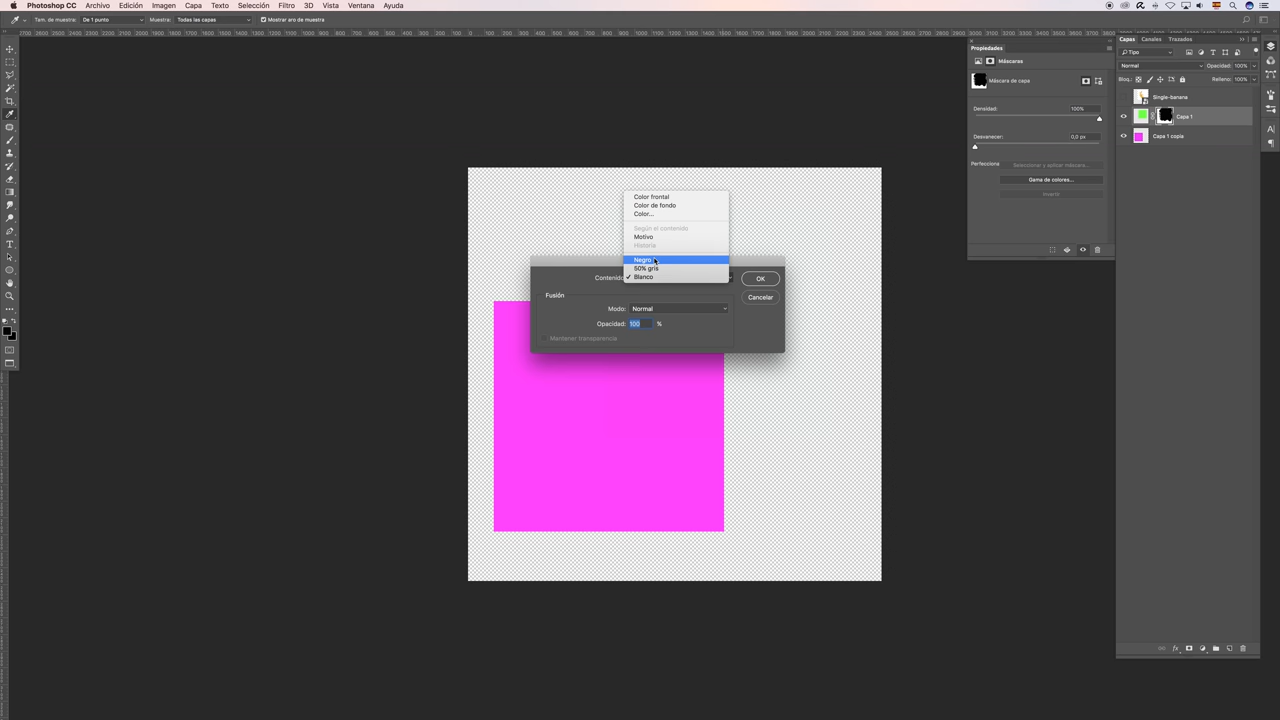 Photoshop CC Archivo Edición Imagen Capa Texto Selección Filtro 3D Vista Ventana Ayuda
Tam. de muestra: De 1 punto Muestra: Todas las capas Mostrar aro de muestra
Propiedades
Máscaras
Máscara de capa
Densidad: 100%
Desvanecer: 0,0 px
Perfecciona
Seleccionar y aplicar máscara...
Gama de colores...
Invertir
Capas Canales Trazados
Tipo
Normal Opacidad: 100%
Bloq.: Relleno: 100%
Single-banana
Capa 1
Capa 1 copia
Color frontal
Color de fondo
Color...
Según el contenido
Motivo
Historia
Negro
50% gris
✓ Blanco
Contenido
OK
Fusión
Cancelar
Modo: Normal
Opacidad: 100 %
Mantener transparencia